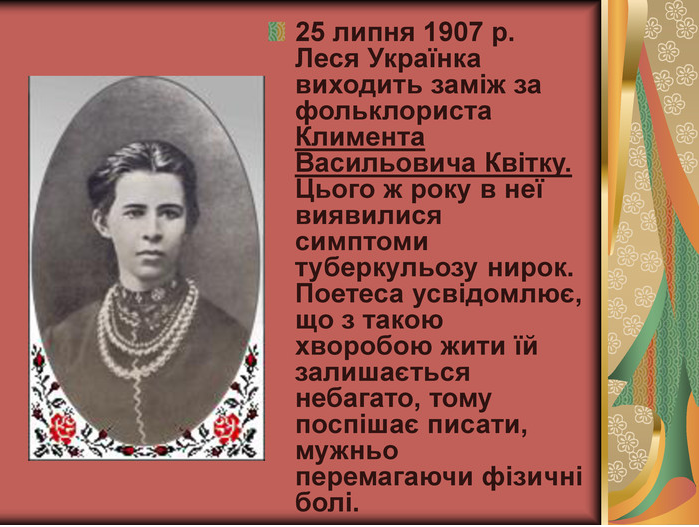 25 липня 1907 р.
Леся Українка
виходить заміж за
фольклориста
Климента
Васильовича Квітку.
Цього ж року в неї
виявилися
симптоми
туберкульозу нирок.
Поетеса усвідомлює,
що з такою
хворобою жити їй
залишається
небагато, тому
поспішає писати,
мужньо
перемагаючи фізичні
болі.